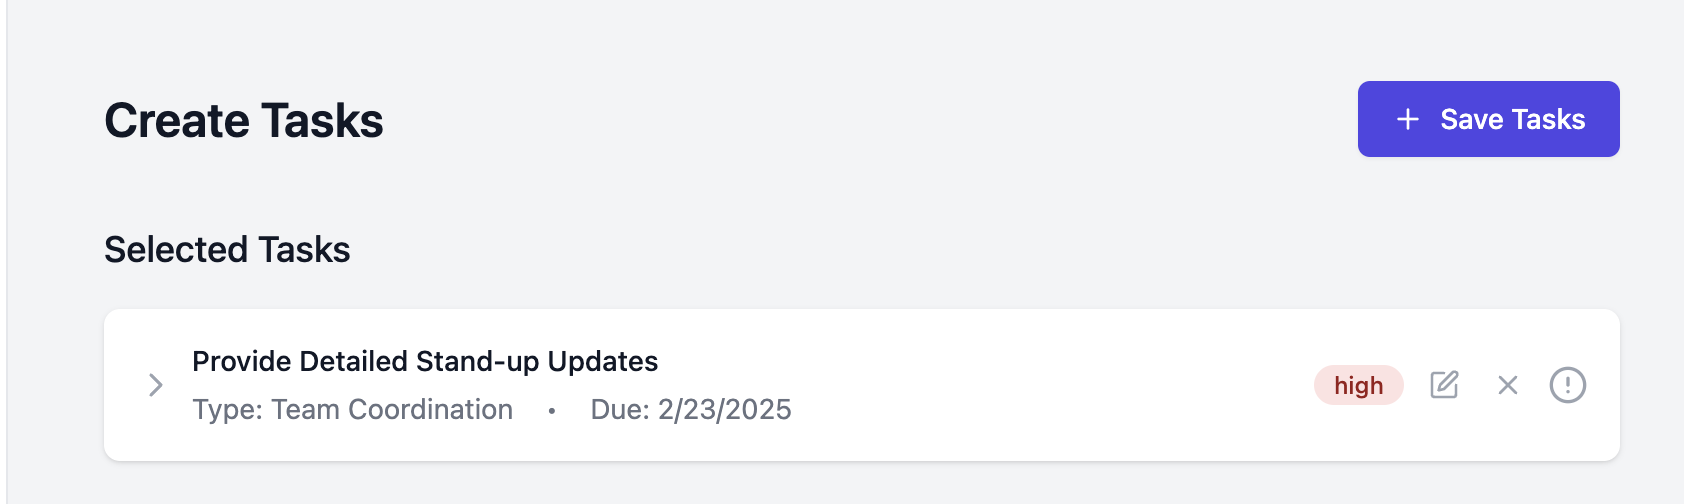 Create Tasks
+ Save Tasks
Selected Tasks
Provide Detailed Stand-up Updates
Type: Team Coordination • Due: 2/23/2025
high